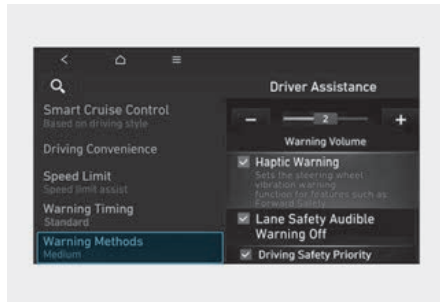 Driver Assistance
Smart Cruise Control
Based on driving style
Driving Convenience
Speed Limit
Speed limit assist
Warning Timing
Standard
Warning Methods
Medium
2
Warning Volume
Haptic Warning
Sets the steering wheel
vibration warning
function for features such as
Forward Safety
Lane Safety Audible
Warning Off
Driving Safety Priority